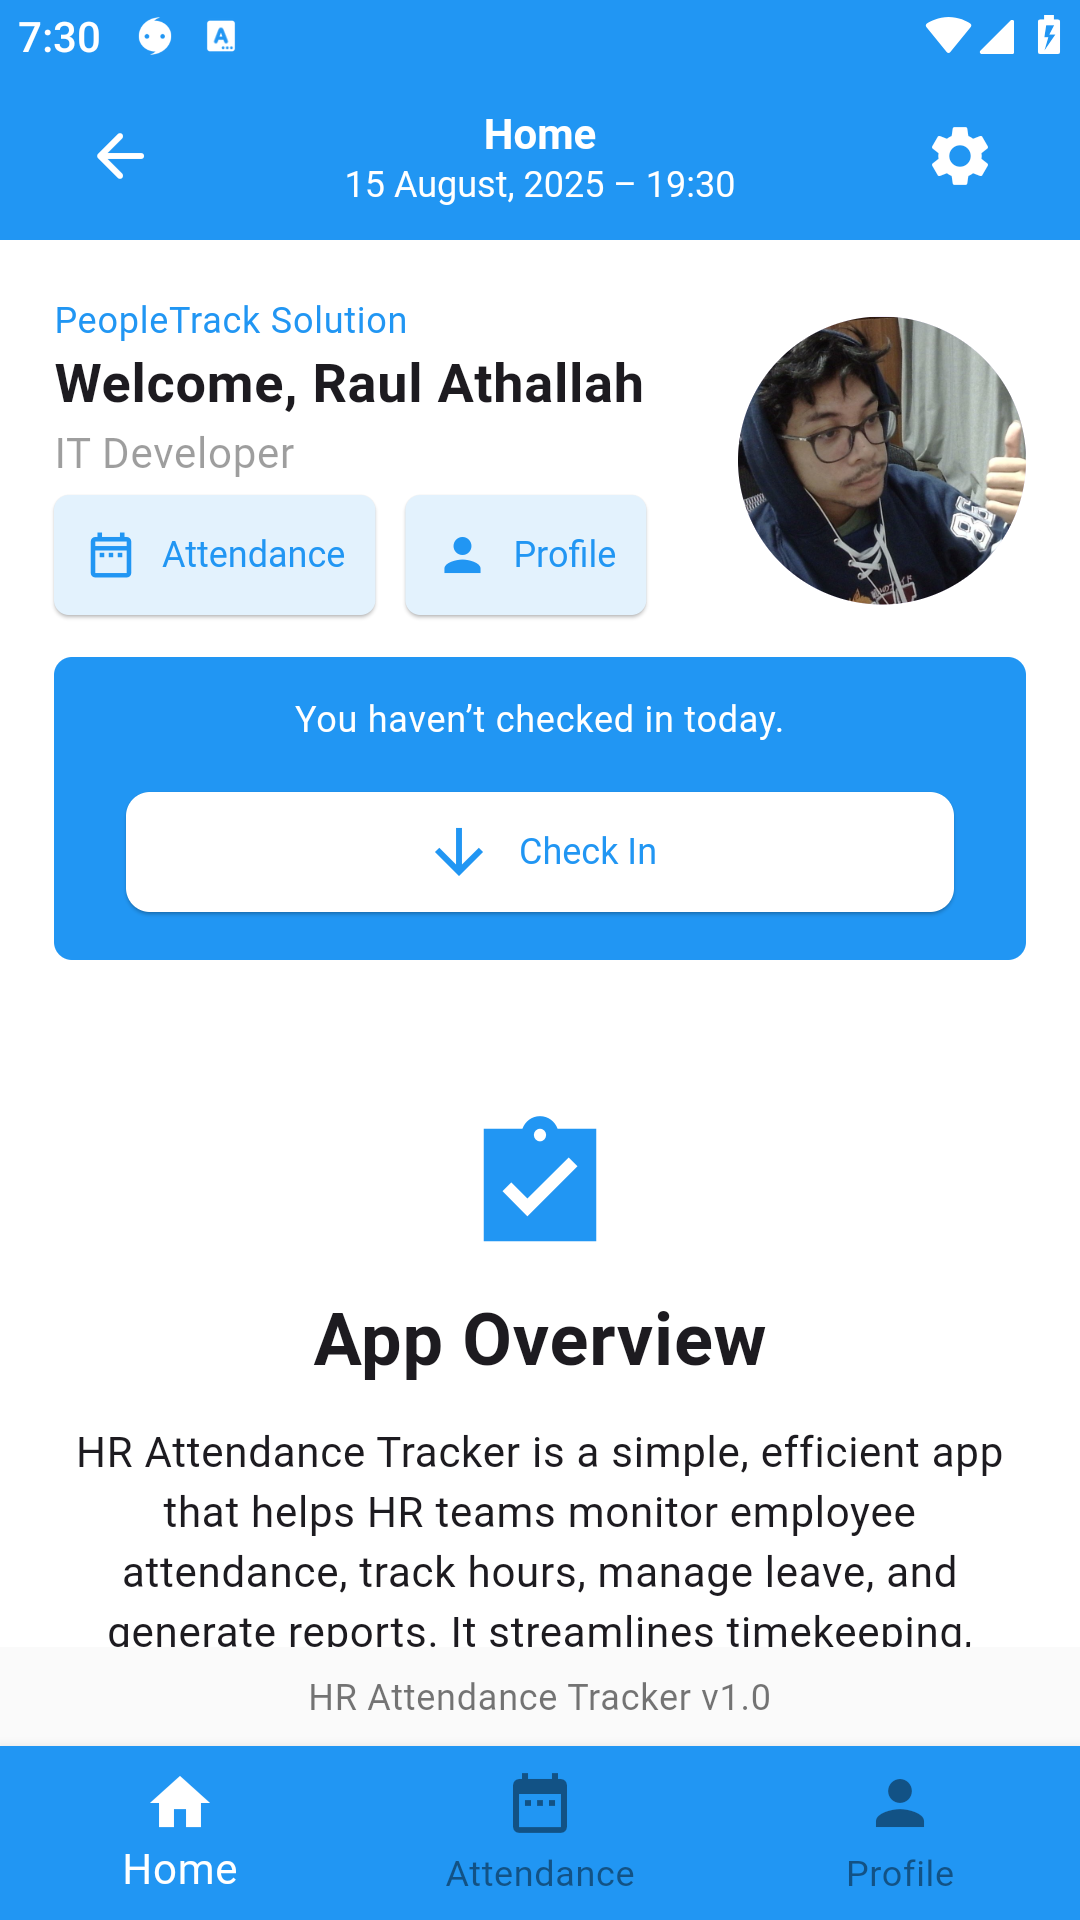 7:30
A
Home
15 August, 2025 – 19:30
PeopleTrack Solution
Welcome, Raul Athallah
IT Developer
Attendance
Profile
You haven’t checked in today.
Check In
App Overview
HR Attendance Tracker is a simple, efficient app
that helps HR teams monitor employee
attendance, track hours, manage leave, and
generate reports. It streamlines timekeeping,
HR Attendance Tracker v1.0
Home
Attendance
Profile